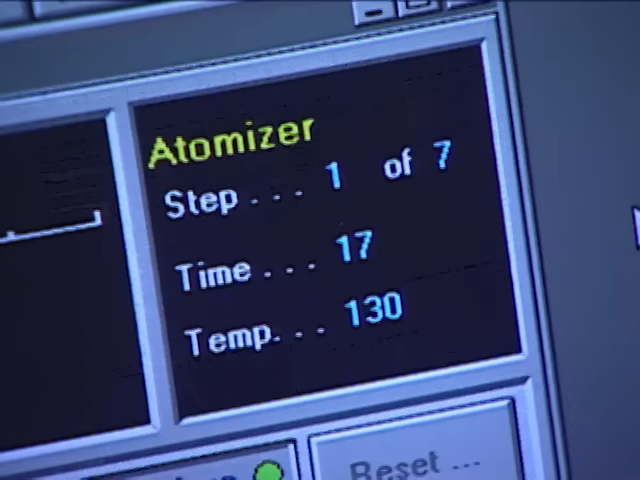 Atomizer
Step . . . 1 of 7
Time . . . 17
Temp. . . 130
Reset ...